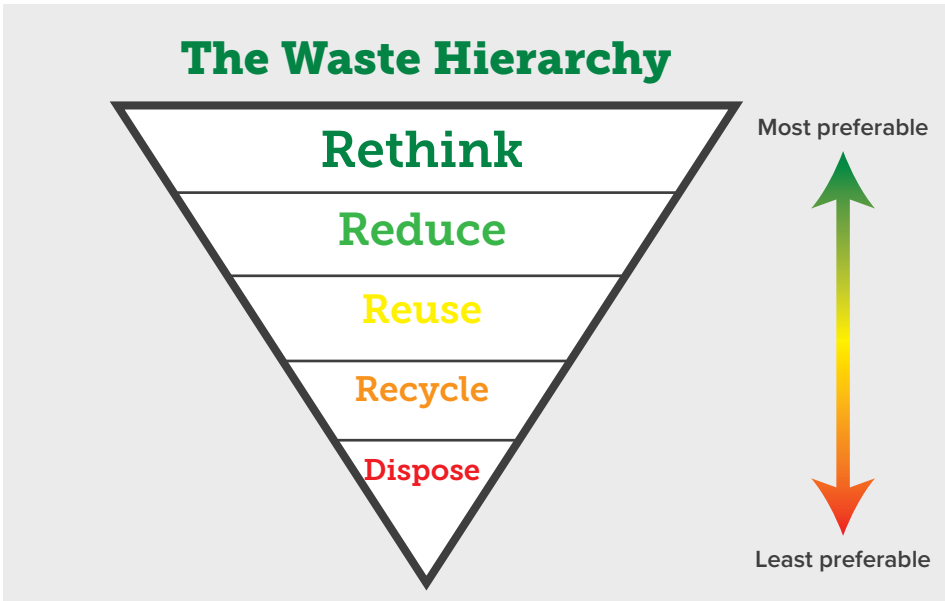 The Waste Hierarchy
Most preferable
Rethink
Reduce
Reuse
Recycle
Dispose
Least preferable